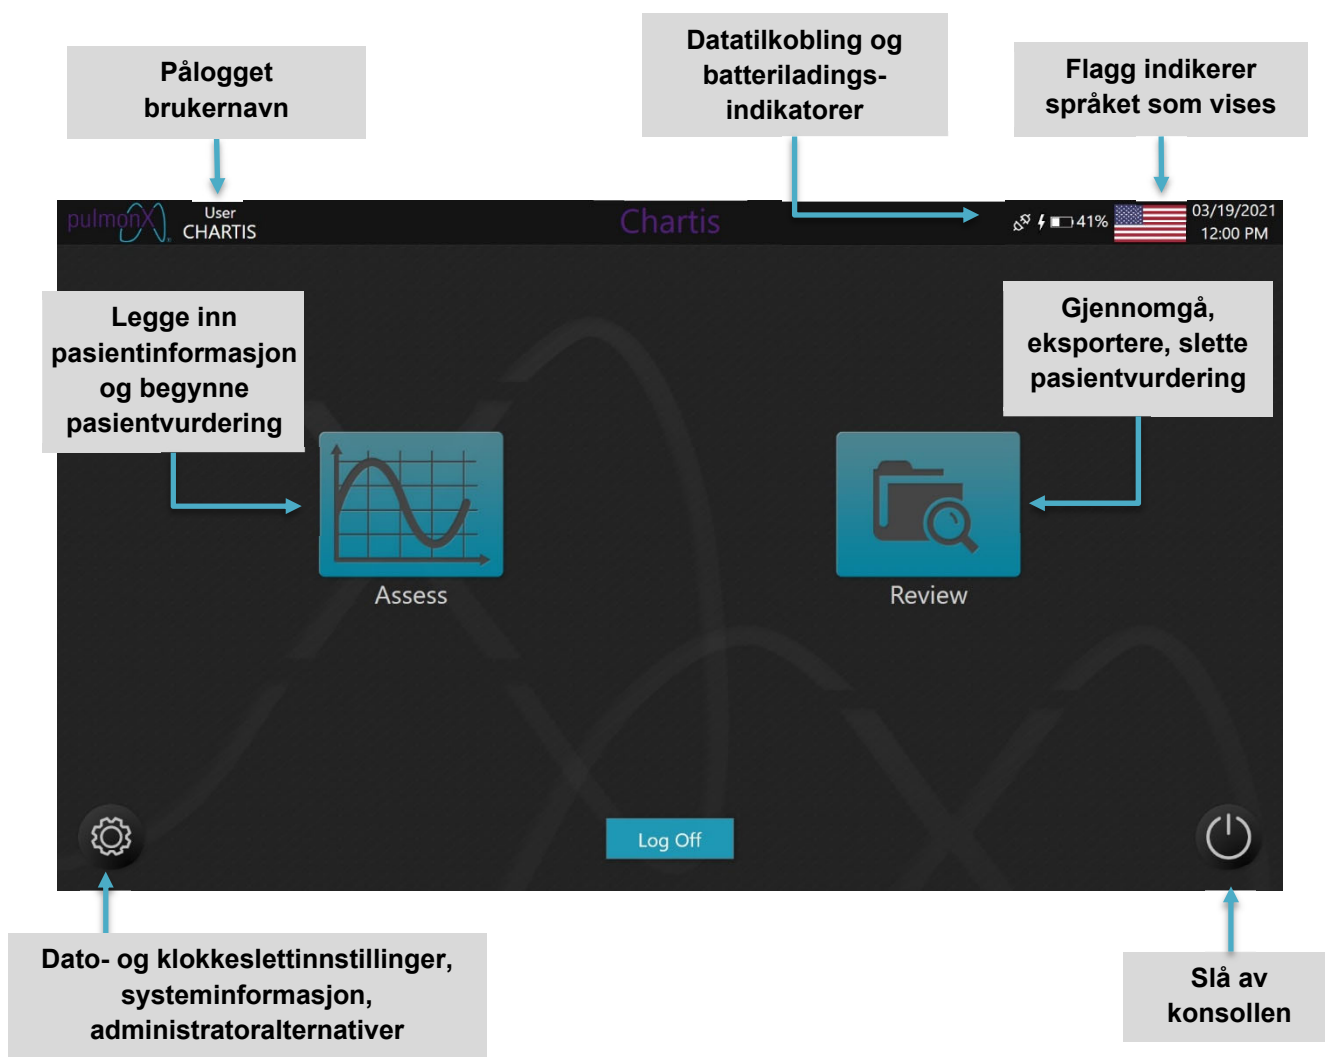 Pålogget
brukernavn
Datatilkobling og
batteriladings-
indikatorer
Flagg indikerer
språket som vises
pulmonX
User
CHARTIS
Chartis
41%
03/19/2021
12:00 PM
Legge inn
pasientinformasjon
og begynne
pasientvurdering
Gjennomgå,
eksportere, slette
pasientvurdering
Assess
Review
Log Off
Dato- og klokkeslettinnstillinger,
systeminformasjon,
administratoralternativer
Slå av
konsollen